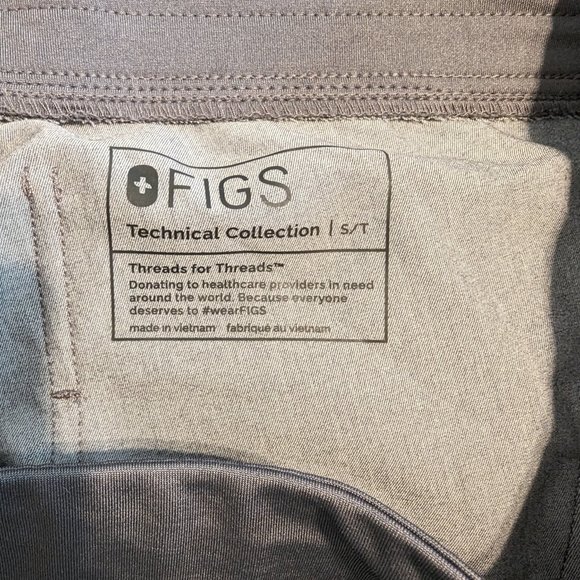 FIGS
Technical Collection | S/T
Threads for Threads™
Donating to healthcare providers in need
around the world. Because everyone
deserves to #wearFIGS
made in vietnam fabriqué au vietnam